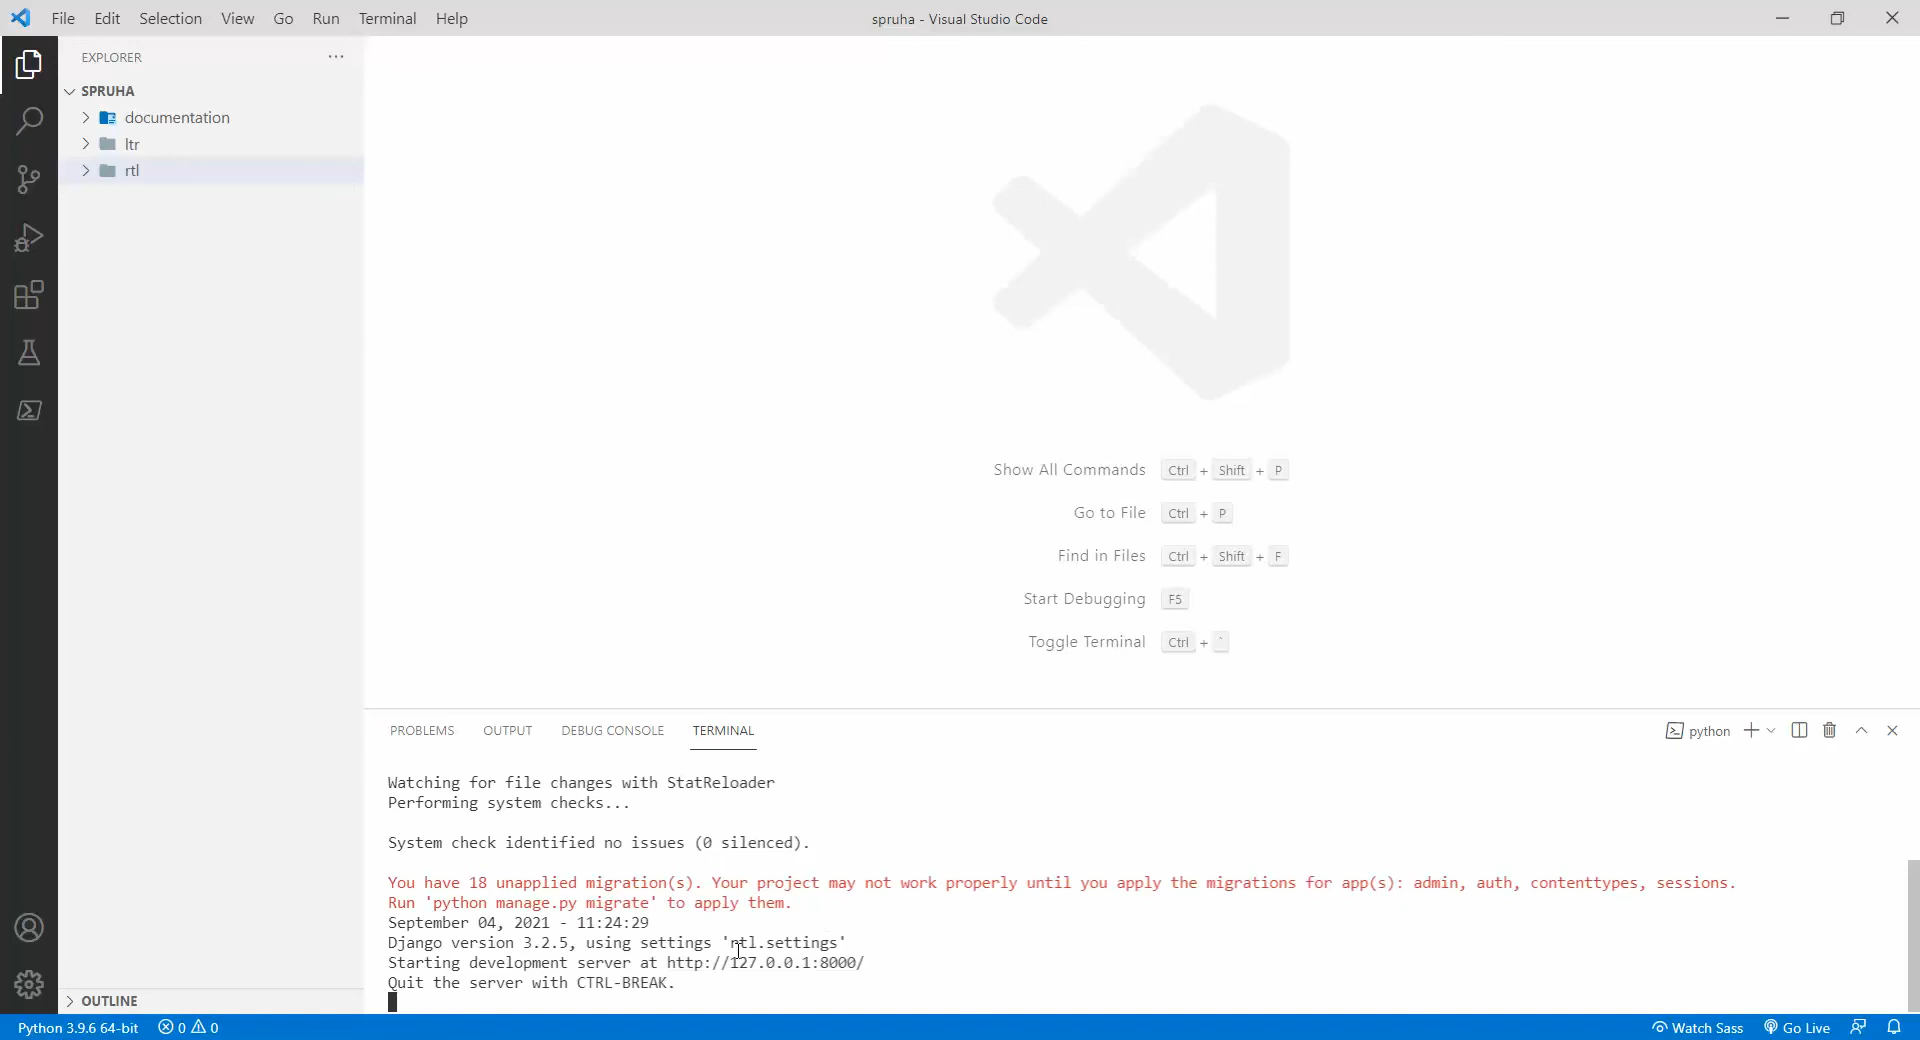 File Edit Selection View Go Run Terminal Help
spruha - Visual Studio Code
EXPLORER
SPRUHA
documentation
ltr
rtl
Show All Commands Ctrl + Shift + P
Go to File Ctrl + P
Find in Files Ctrl + Shift + F
Start Debugging F5
Toggle Terminal Ctrl + `
PROBLEMS OUTPUT DEBUG CONSOLE TERMINAL
python
Watching for file changes with StatReloader
Performing system checks...
System check identified no issues (0 silenced).
You have 18 unapplied migration(s). Your project may not work properly until you apply the migrations for app(s): admin, auth, contenttypes, sessions.
Run 'python manage.py migrate' to apply them.
September 04, 2021 - 11:24:29
Django version 3.2.5, using settings 'rtl.settings'
Starting development server at http://127.0.0.1:8000/
Quit the server with CTRL-BREAK.
OUTLINE
Python 3.9.6 64-bit 0 0
Watch Sass Go Live